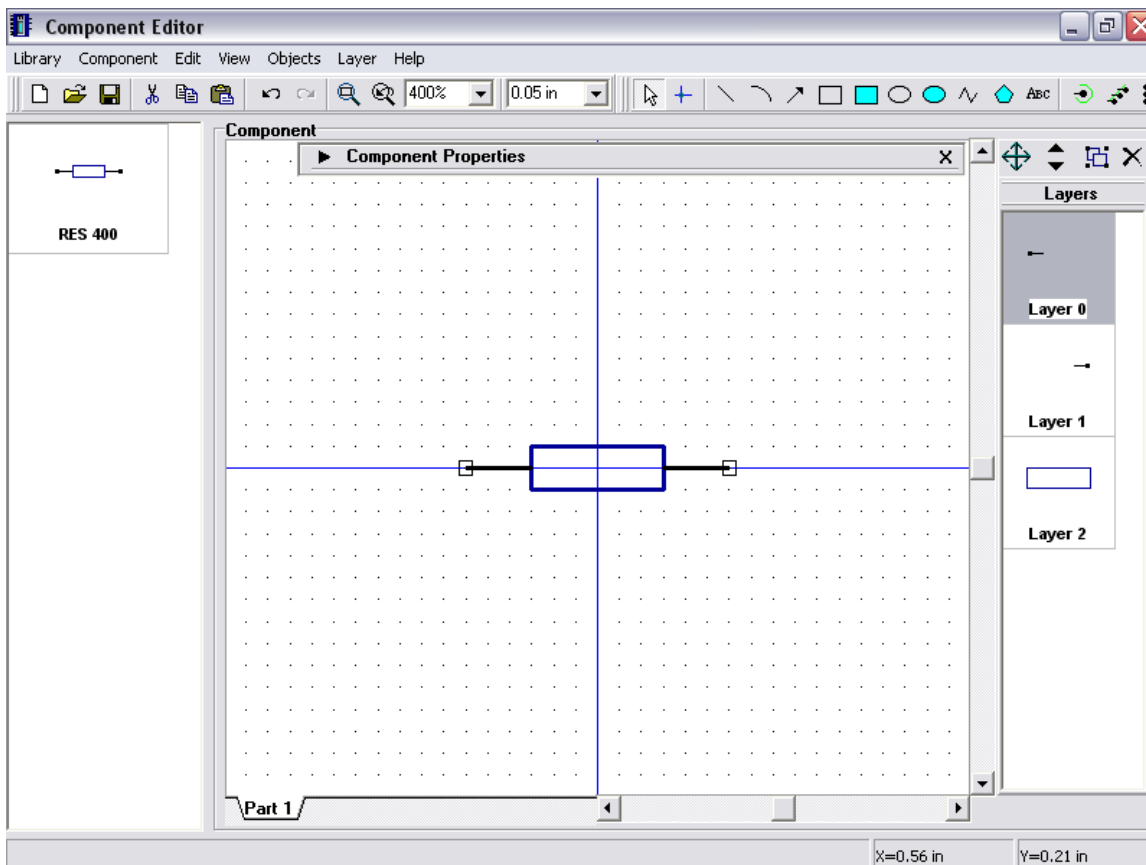 Component Editor
Library Component Edit View Objects Layer Help
400% 0.05 in ABC
Component
Component Properties
RES 400
Layers
Layer 0
Layer 1
Layer 2
Part 1
X=0.56 in Y=0.21 in